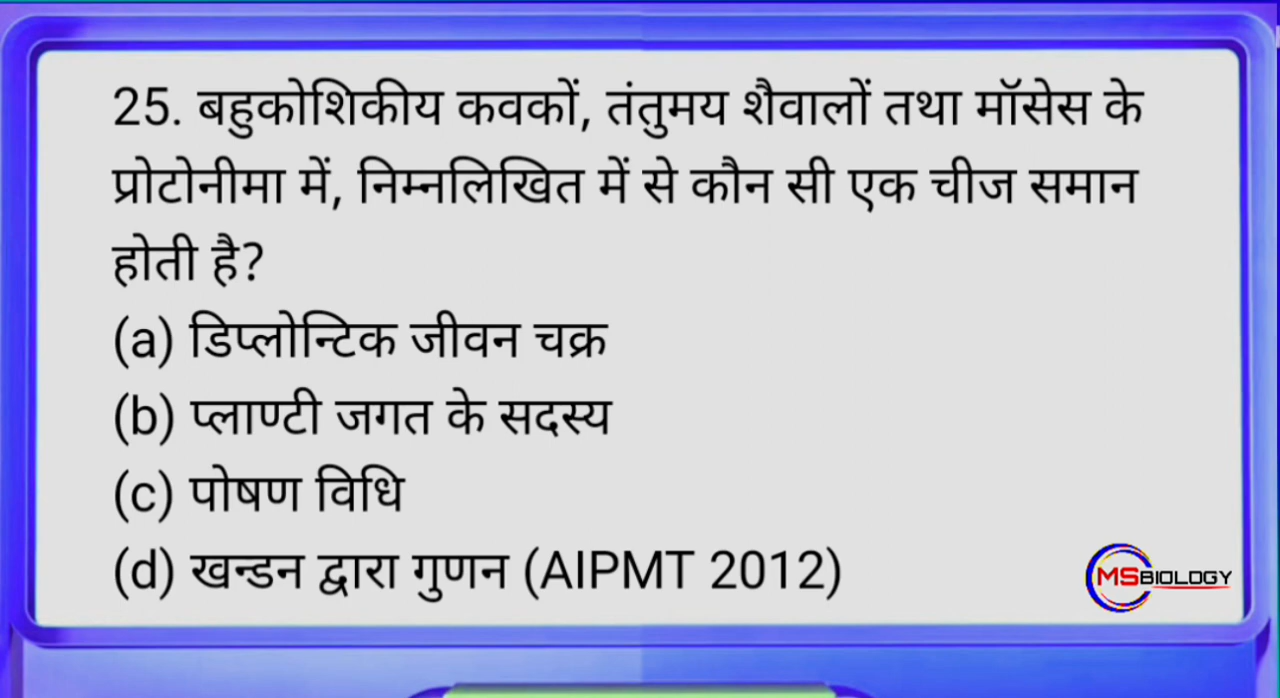 25. बहुकोशिकीय कवकों, तंतुमय शैवालों तथा मॉसेस के
प्रोटोनीमा में, निम्नलिखित में से कौन सी एक चीज समान
होती है?
(a) डिप्लोन्टिक जीवन चक्र
(b) प्लाण्टी जगत के सदस्य
(c) पोषण विधि
(d) खन्डन द्वारा गुणन (AIPMT 2012)
MSBIOLOGY